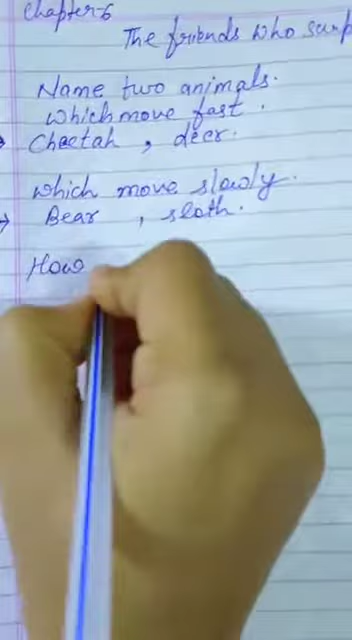 Chapter-6
The friends who
Name two animals.
which move fast.
Cheetah, deer.
which move slowly.
Bear, sloth.
How